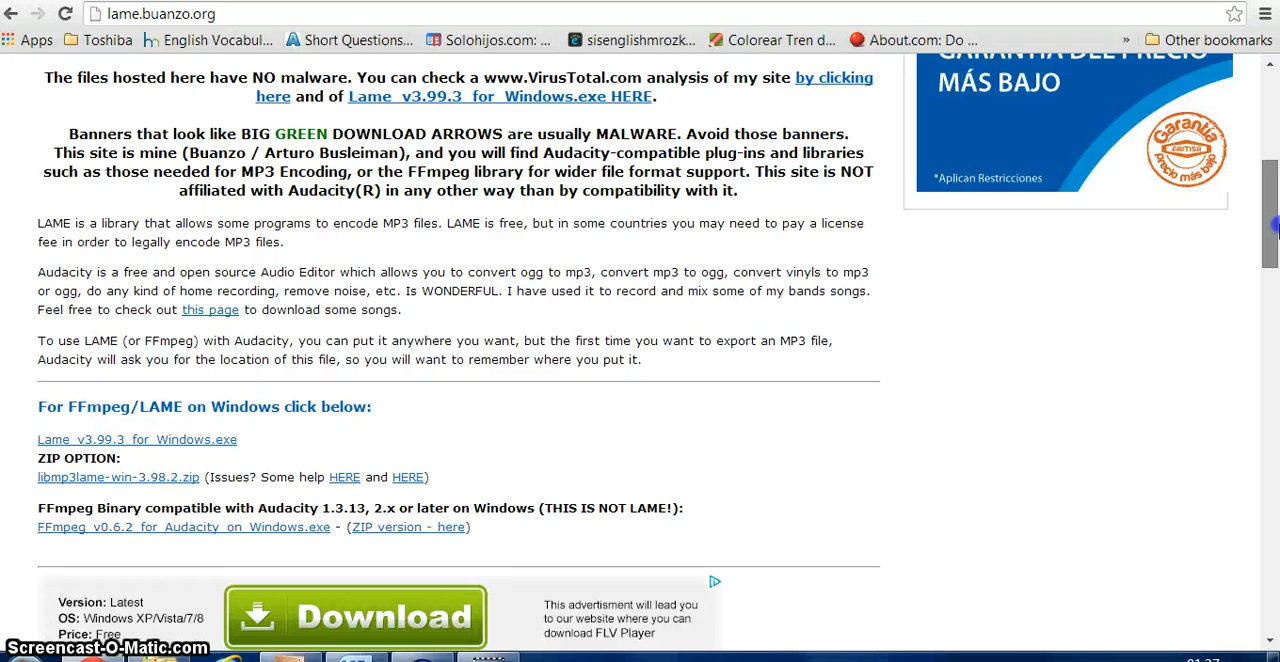 lame.buanzo.org
Apps Toshiba English Vocabul... Short Questions... Solohijos.com: ... sisenglishmrozk... Colorear Tren d... About.com: Do ... » Other bookmarks
The files hosted here have NO malware. You can check a www.VirusTotal.com analysis of my site by clicking
here and of Lame_v3.99.3_for_Windows.exe HERE.
GARANTÍA DEL PRECIO
MÁS BAJO
Garantía
FAMSA
precio más bajo
*Aplican Restricciones
Banners that look like BIG GREEN DOWNLOAD ARROWS are usually MALWARE. Avoid those banners.
This site is mine (Buanzo / Arturo Busleiman), and you will find Audacity-compatible plug-ins and libraries
such as those needed for MP3 Encoding, or the FFmpeg library for wider file format support. This site is NOT
affiliated with Audacity(R) in any other way than by compatibility with it.
LAME is a library that allows some programs to encode MP3 files. LAME is free, but in some countries you may need to pay a license
fee in order to legally encode MP3 files.
Audacity is a free and open source Audio Editor which allows you to convert ogg to mp3, convert mp3 to ogg, convert vinyls to mp3
or ogg, do any kind of home recording, remove noise, etc. Is WONDERFUL. I have used it to record and mix some of my bands songs.
Feel free to check out this page to download some songs.
To use LAME (or FFmpeg) with Audacity, you can put it anywhere you want, but the first time you want to export an MP3 file,
Audacity will ask you for the location of this file, so you will want to remember where you put it.
For FFmpeg/LAME on Windows click below:
Lame_v3.99.3_for_Windows.exe
ZIP OPTION:
libmp3lame-win-3.98.2.zip (Issues? Some help HERE and HERE)
FFmpeg Binary compatible with Audacity 1.3.13, 2.x or later on Windows (THIS IS NOT LAME!):
FFmpeg_v0.6.2_for_Audacity_on_Windows.exe - (ZIP version - here)
Version: Latest
OS: Windows XP/Vista/7/8
Price: Free
Download
This advertisment will lead you
to our website where you can
download FLV Player
Screencast-O-Matic.com
01:27